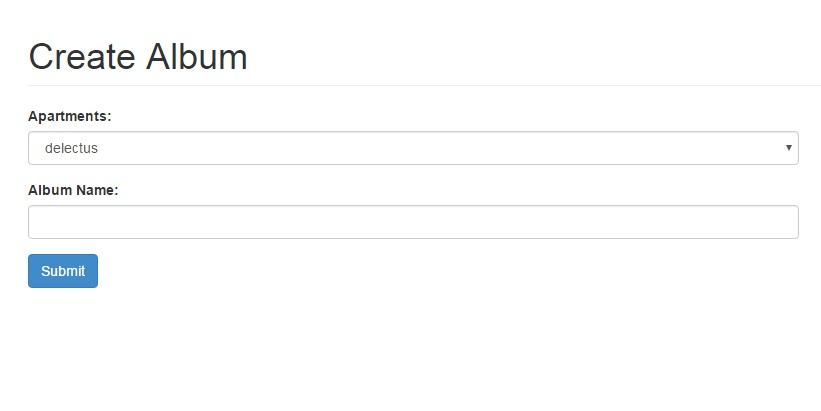 Create Album
Apartments:
delectus
Album Name:
Submit